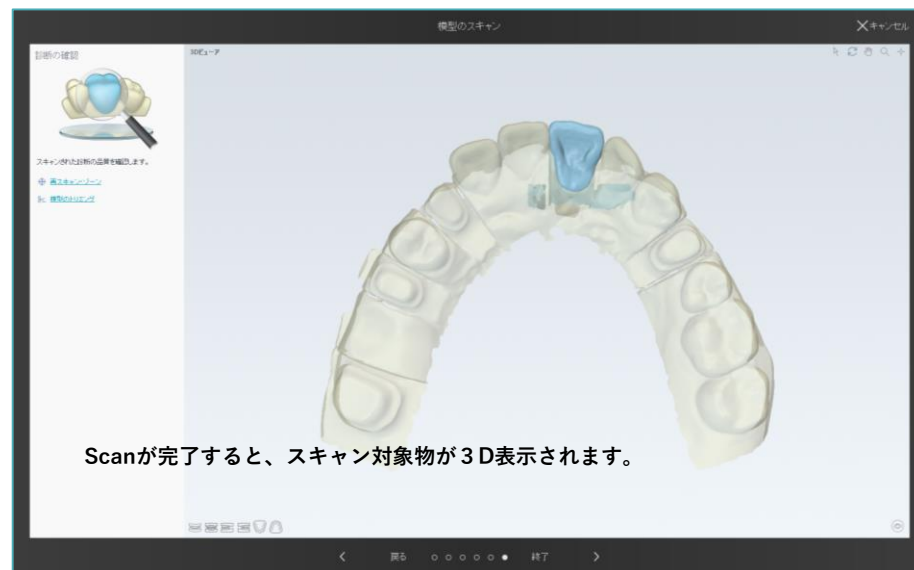 模型のスキャン
キャンセル
診断の確認
3Dビューア
スキャンされた診断の品質を確認します。
再スキャン・ゾーン
模型のトリミング
Scanが完了すると、スキャン対象物が３D表示されます。
戻る
終了